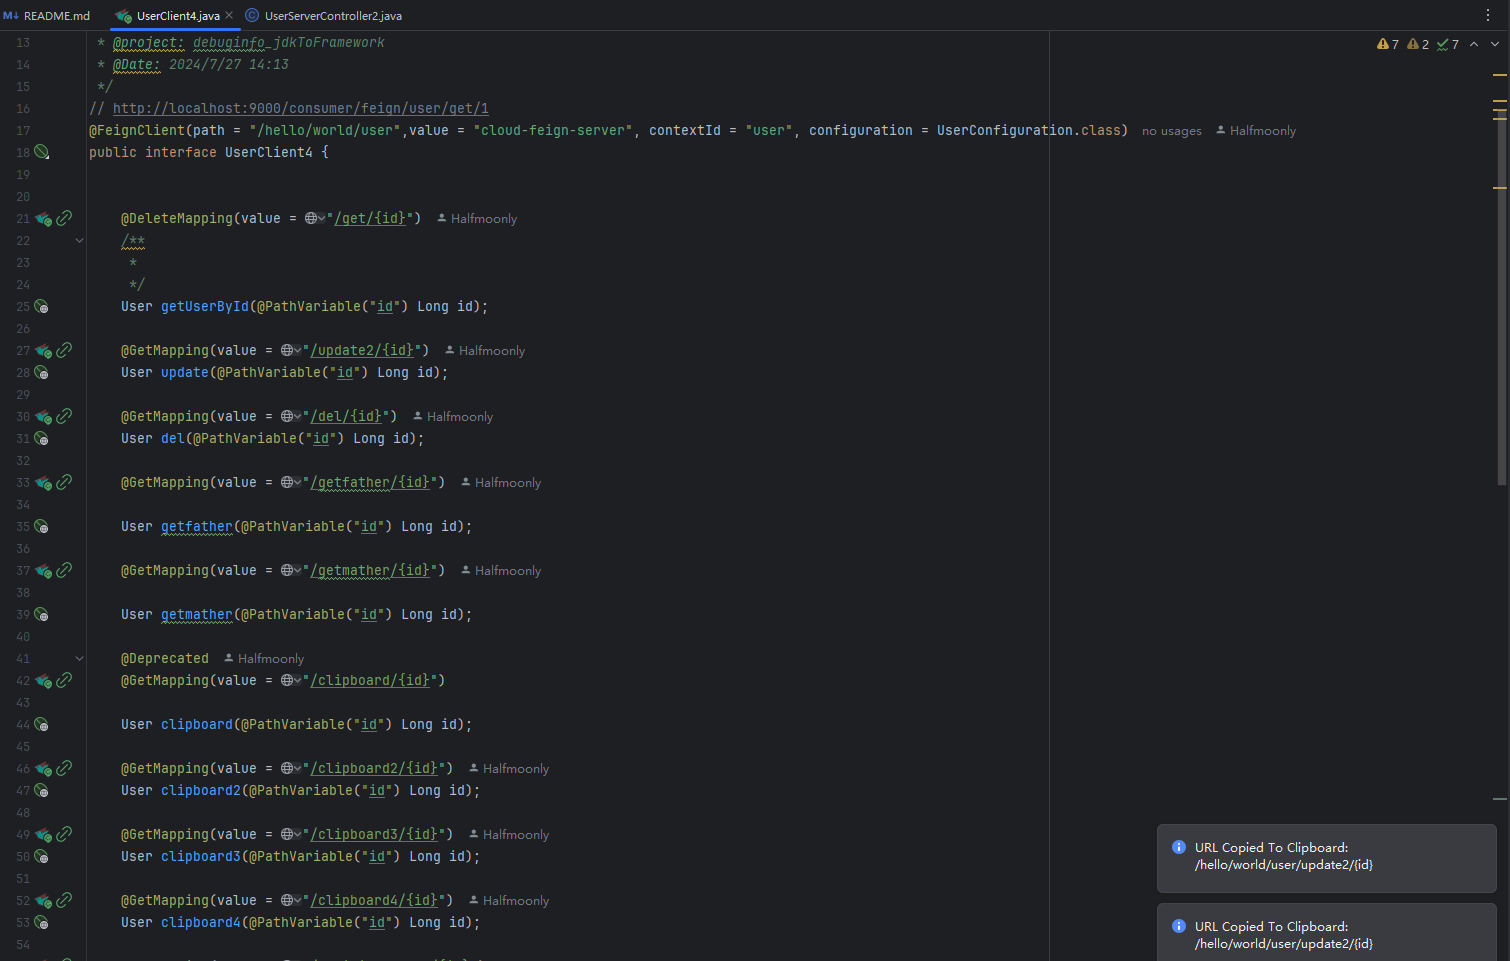 README.md UserClient4.java UserServerController2.java
7 2 7
13 * @project: debuginfo_jdkToFramework
14 * @Date: 2024/7/27 14:13
15 */
16 // http://localhost:9000/consumer/feign/user/get/1
17 @FeignClient(path = "/hello/world/user",value = "cloud-feign-server", contextId = "user", configuration = UserConfiguration.class) no usages Halfmoonly
18 public interface UserClient4 {
19
20
21 @DeleteMapping(value = "/get/{id}") Halfmoonly
22 /**
23 *
24 */
25 User getUserById(@PathVariable("id") Long id);
26
27 @GetMapping(value = "/update2/{id}") Halfmoonly
28 User update(@PathVariable("id") Long id);
29
30 @GetMapping(value = "/del/{id}") Halfmoonly
31 User del(@PathVariable("id") Long id);
32
33 @GetMapping(value = "/getfather/{id}") Halfmoonly
34
35 User getfather(@PathVariable("id") Long id);
36
37 @GetMapping(value = "/getmather/{id}") Halfmoonly
38
39 User getmather(@PathVariable("id") Long id);
40
41 @Deprecated Halfmoonly
42 @GetMapping(value = "/clipboard/{id}")
43
44 User clipboard(@PathVariable("id") Long id);
45
46 @GetMapping(value = "/clipboard2/{id}") Halfmoonly
47 User clipboard2(@PathVariable("id") Long id);
48
49 @GetMapping(value = "/clipboard3/{id}") Halfmoonly
50 User clipboard3(@PathVariable("id") Long id);
51
52 @GetMapping(value = "/clipboard4/{id}") Halfmoonly
53 User clipboard4(@PathVariable("id") Long id);
54
URL Copied To Clipboard:
/hello/world/user/update2/{id}
URL Copied To Clipboard:
/hello/world/user/update2/{id}